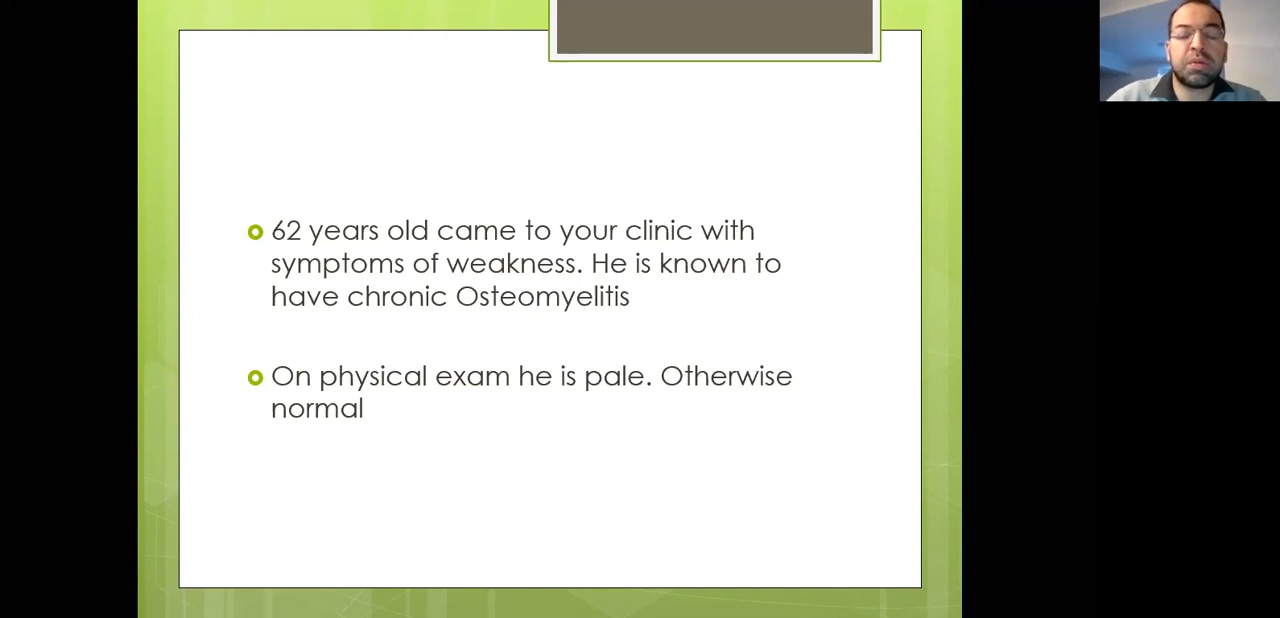 62 years old came to your clinic with
symptoms of weakness. He is known to
have chronic Osteomyelitis
On physical exam he is pale. Otherwise
normal